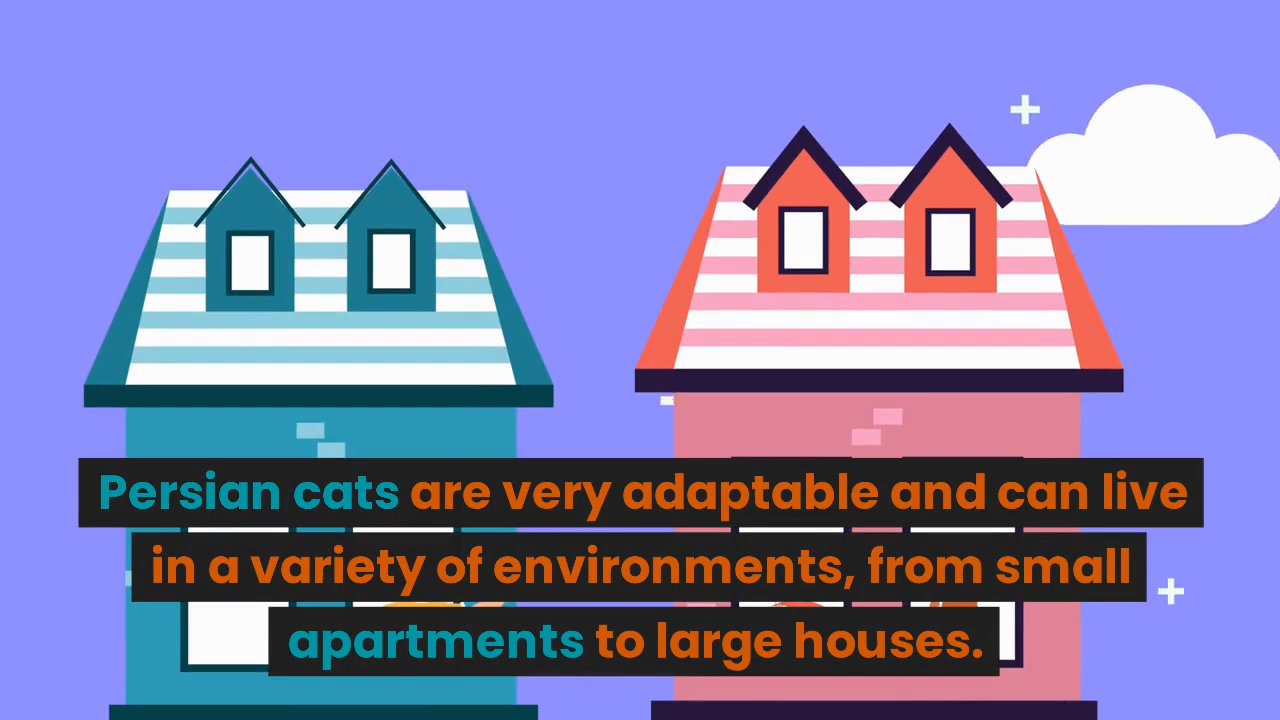 Persian cats are very adaptable and can live
in a variety of environments, from small
apartments to large houses.